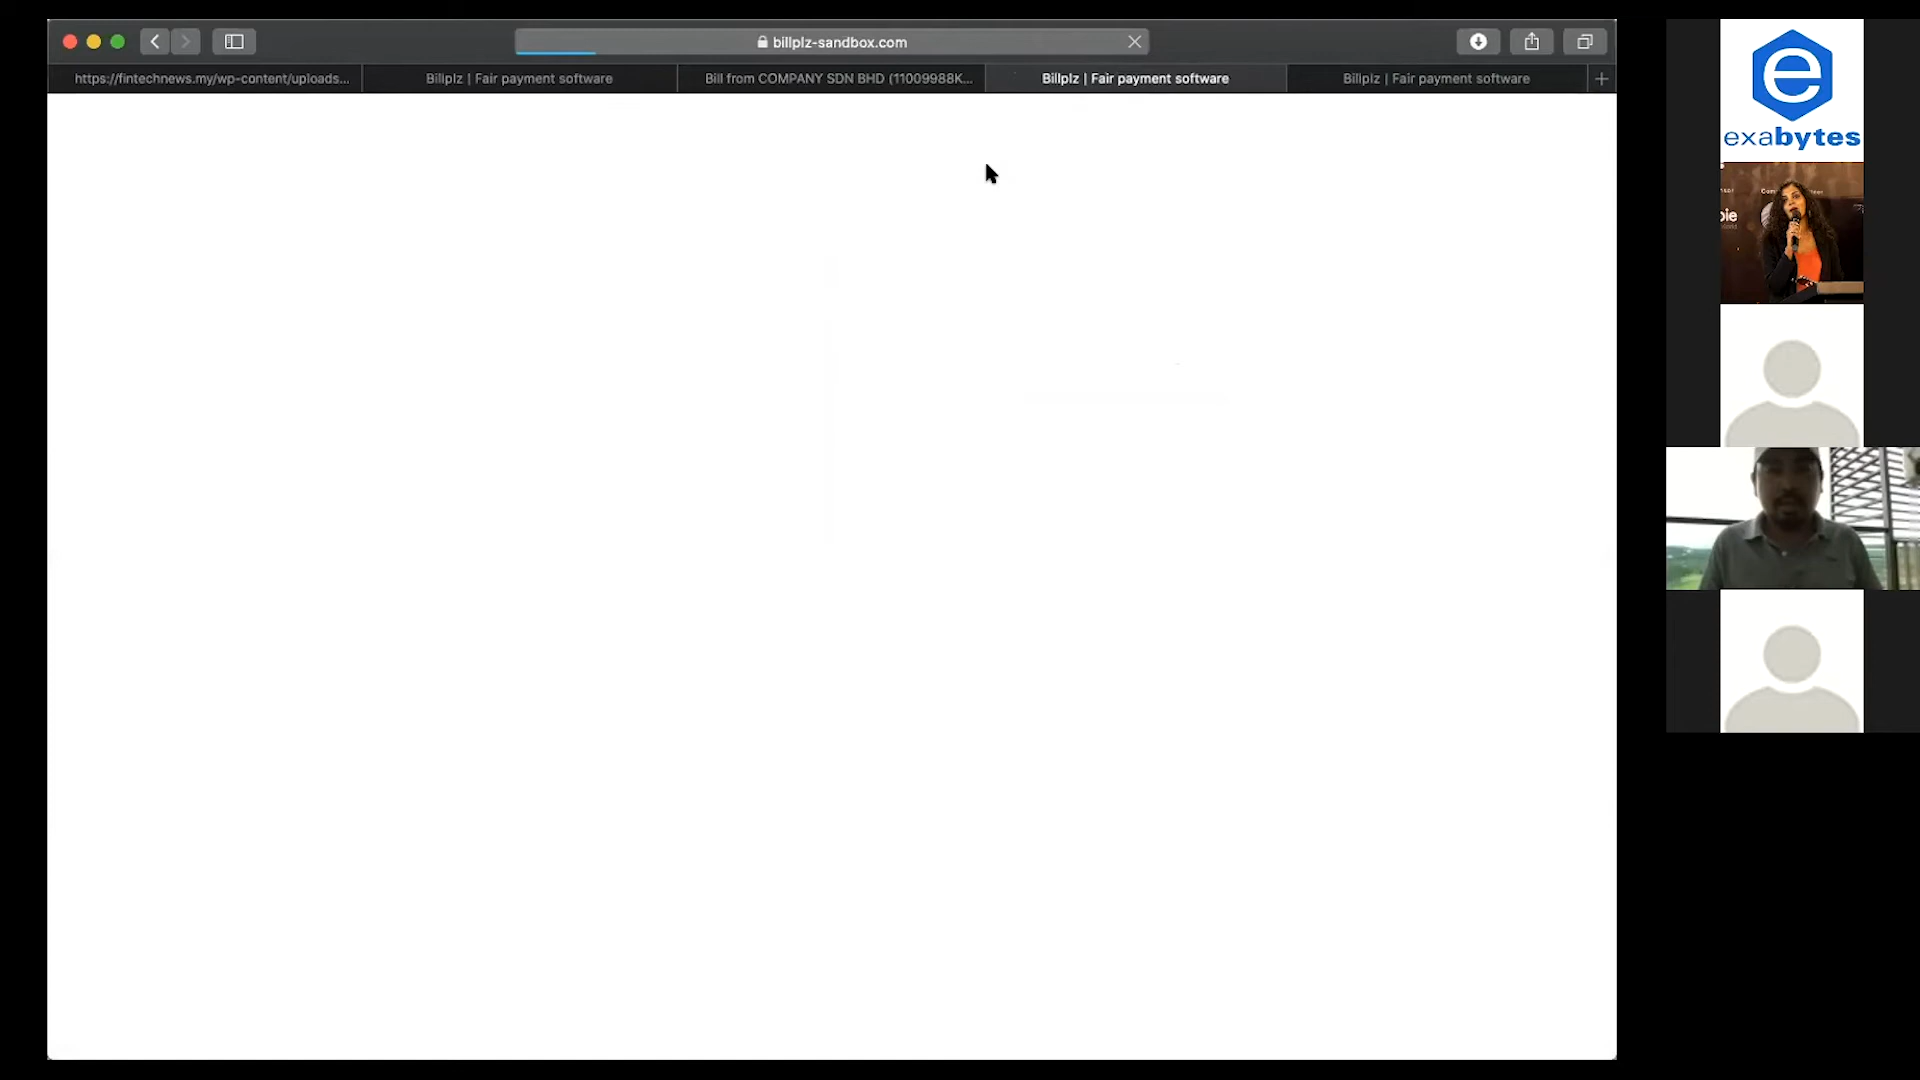 billplz-sandbox.com
https://fintechnews.my/wp-content/uploads...
Billplz | Fair payment software
Bill from COMPANY SDN BHD (11009988K...
Billplz | Fair payment software
Billplz | Fair payment software
exabytes